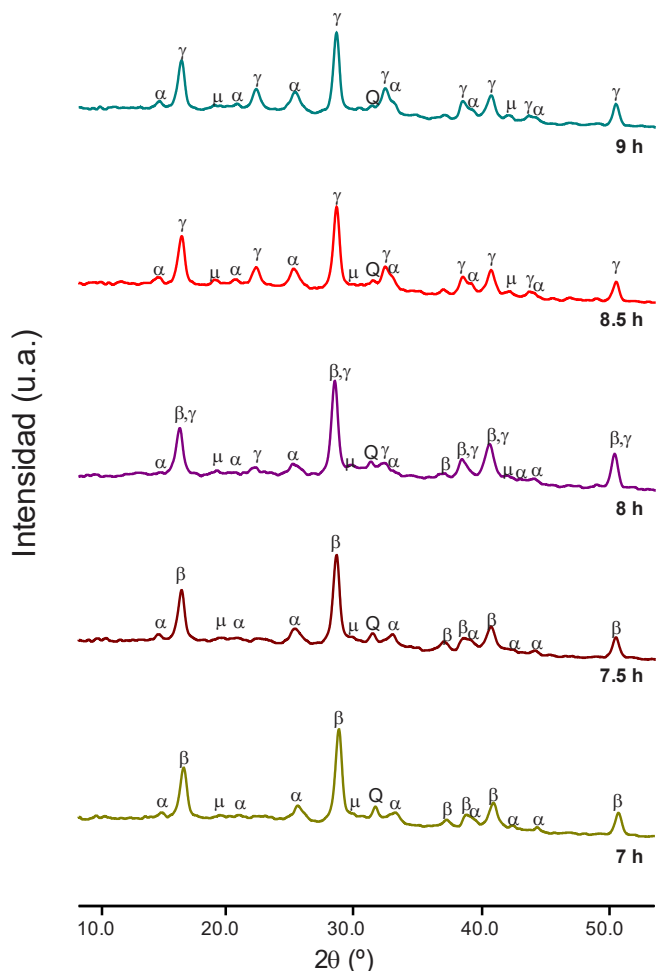 γ
γ
α
μ
α
γ
α
Q
γ
α
γ
α
γ
μ
γ
α
γ
9 h
γ
γ
α
μ
α
γ
α
μ
Q
γ
α
γ
α
γ
μ
γ
α
γ
8.5 h
β,γ
β,γ
α
μ
α
γ
α
μ
Q
γ
α
β
β,γ
β,γ
μ
α
α
β,γ
8 h
β
β
α
μ
α
α
μ
Q
α
β
β
α
β
α
α
β
7.5 h
β
β
α
μ
α
α
μ
Q
α
β
β
α
β
α
α
β
7 h
Intensidad (u.a.)
10.0 20.0 30.0 40.0 50.0
2θ (º)